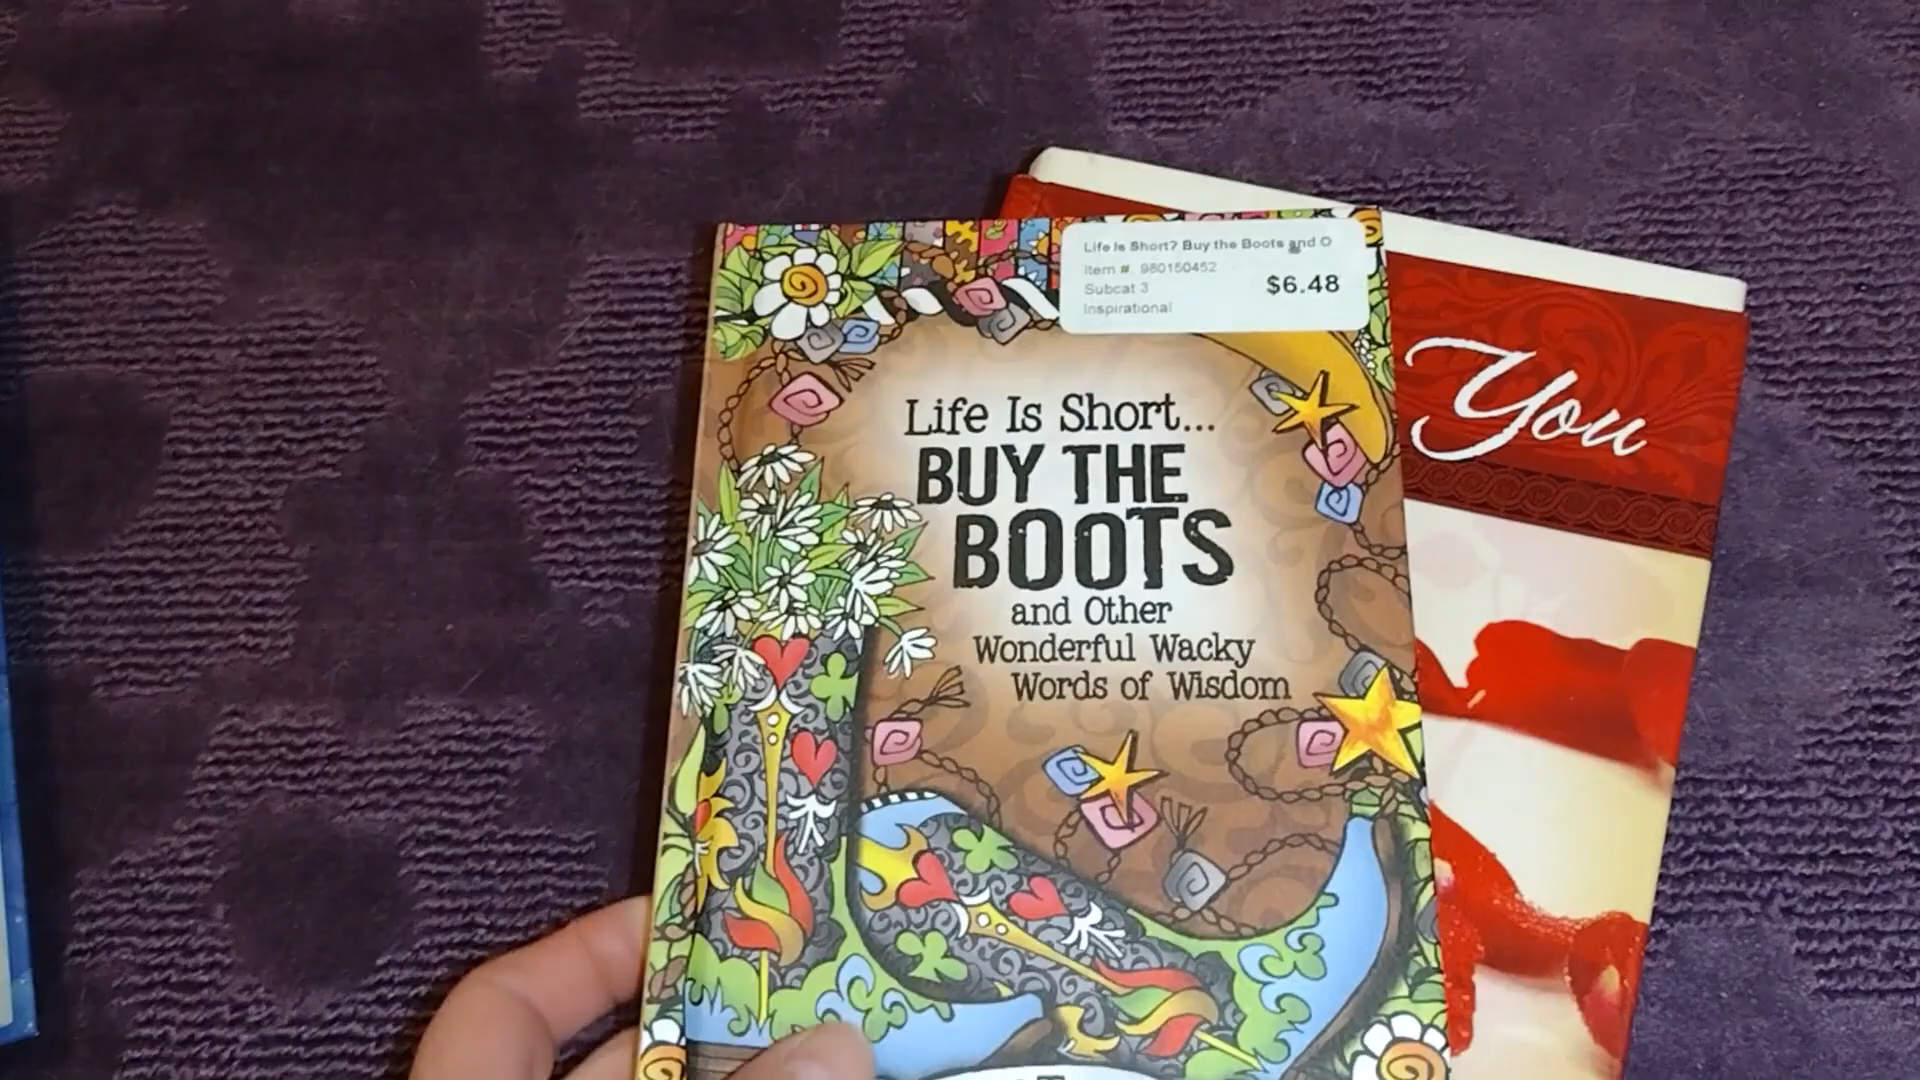 Life Is Short? Buy the Boots and O
Item # 980150452
Subcat 3
$6.48
Inspirational
Life Is Short...
BUY THE
BOOTS
and Other
Wonderful Wacky
Words of Wisdom
You